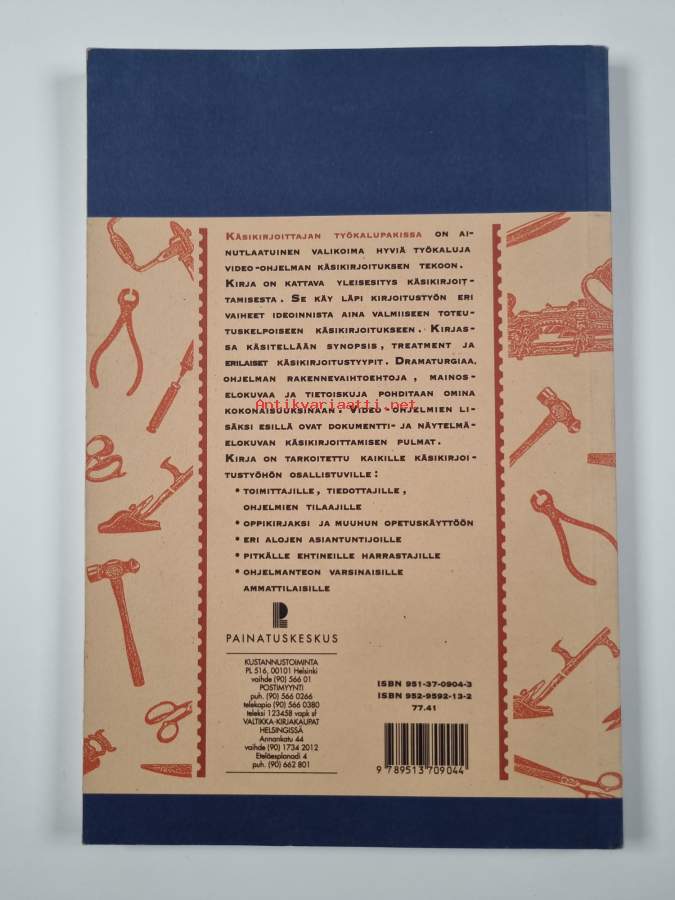 KÄSIKIRJOITTAJAN TYÖKALUPAKISSA ON AI-
NUTLAATUINEN VALIKOIMA HYVIÄ TYÖKALUJA
VIDEO-OHJELMAN KÄSIKIRJOITUKSEN TEKOON.
KIRJA ON KATTAVA YLEISESITYS KÄSIKIRJOIT-
TAMISESTA. SE KÄY LÄPI KIRJOITUSTYÖN ERI
VAIHEET IDEOINNISTA AINA VALMIISEEN TOTEU-
TUSKELPOISEEN KÄSIKIRJOITUKSEEN. KIRJAS-
SA KÄSITELLÄÄN SYNOPSIS, TREATMENT JA
ERILAISET KÄSIKIRJOITUSTYYPIT. DRAMATURGIAA,
OHJELMAN RAKENNEVAIHTOEHTOJA, MAINOS-
ELOKUVAA JA TIETOISKUJA POHDITAAN OMINA
Antikvariaatti.net
KOKONAISUUKSINAAN. VIDEO-OHJELMIEN LI-
SÄKSI ESILLÄ OVAT DOKUMENTTI- JA NÄYTELMÄ-
ELOKUVAN KÄSIKIRJOITTAMISEN PULMAT.
KIRJA ON TARKOITETTU KAIKILLE KÄSIKIRJOI-
TUSTYÖHÖN OSALLISTUVILLE:
• TOIMITTAJILLE, TIEDOTTAJILLE,
OHJELMIEN TILAAJILLE
• OPPIKIRJAKSI JA MUUHUN OPETUSKÄYTTÖÖN
• ERI ALOJEN ASIANTUNTIJOILLE
• PITKÄLLE EHTINEILLE HARRASTAJILLE
• OHJELMANTEON VARSINAISILLE
AMMATTILAISILLE
PAINATUSKESKUS
KUSTANNUSTOIMINTA
PL 516, 00101 Helsinki
vaihde (90) 566 01
POSTIMYYNTI
puh. (90) 566 0266
telekopio (90) 566 0380
teleksi 123458 vapk sf
VALTIKKA-KIRJAKAUPAT
HELSINGISSÄ
Annankatu 44
vaihde (90) 1734 2012
Eteläesplanadi 4
puh. (90) 662 801
ISBN 951-37-0904-3
ISBN 952-9592-13-2
77.41
9 789513 709044